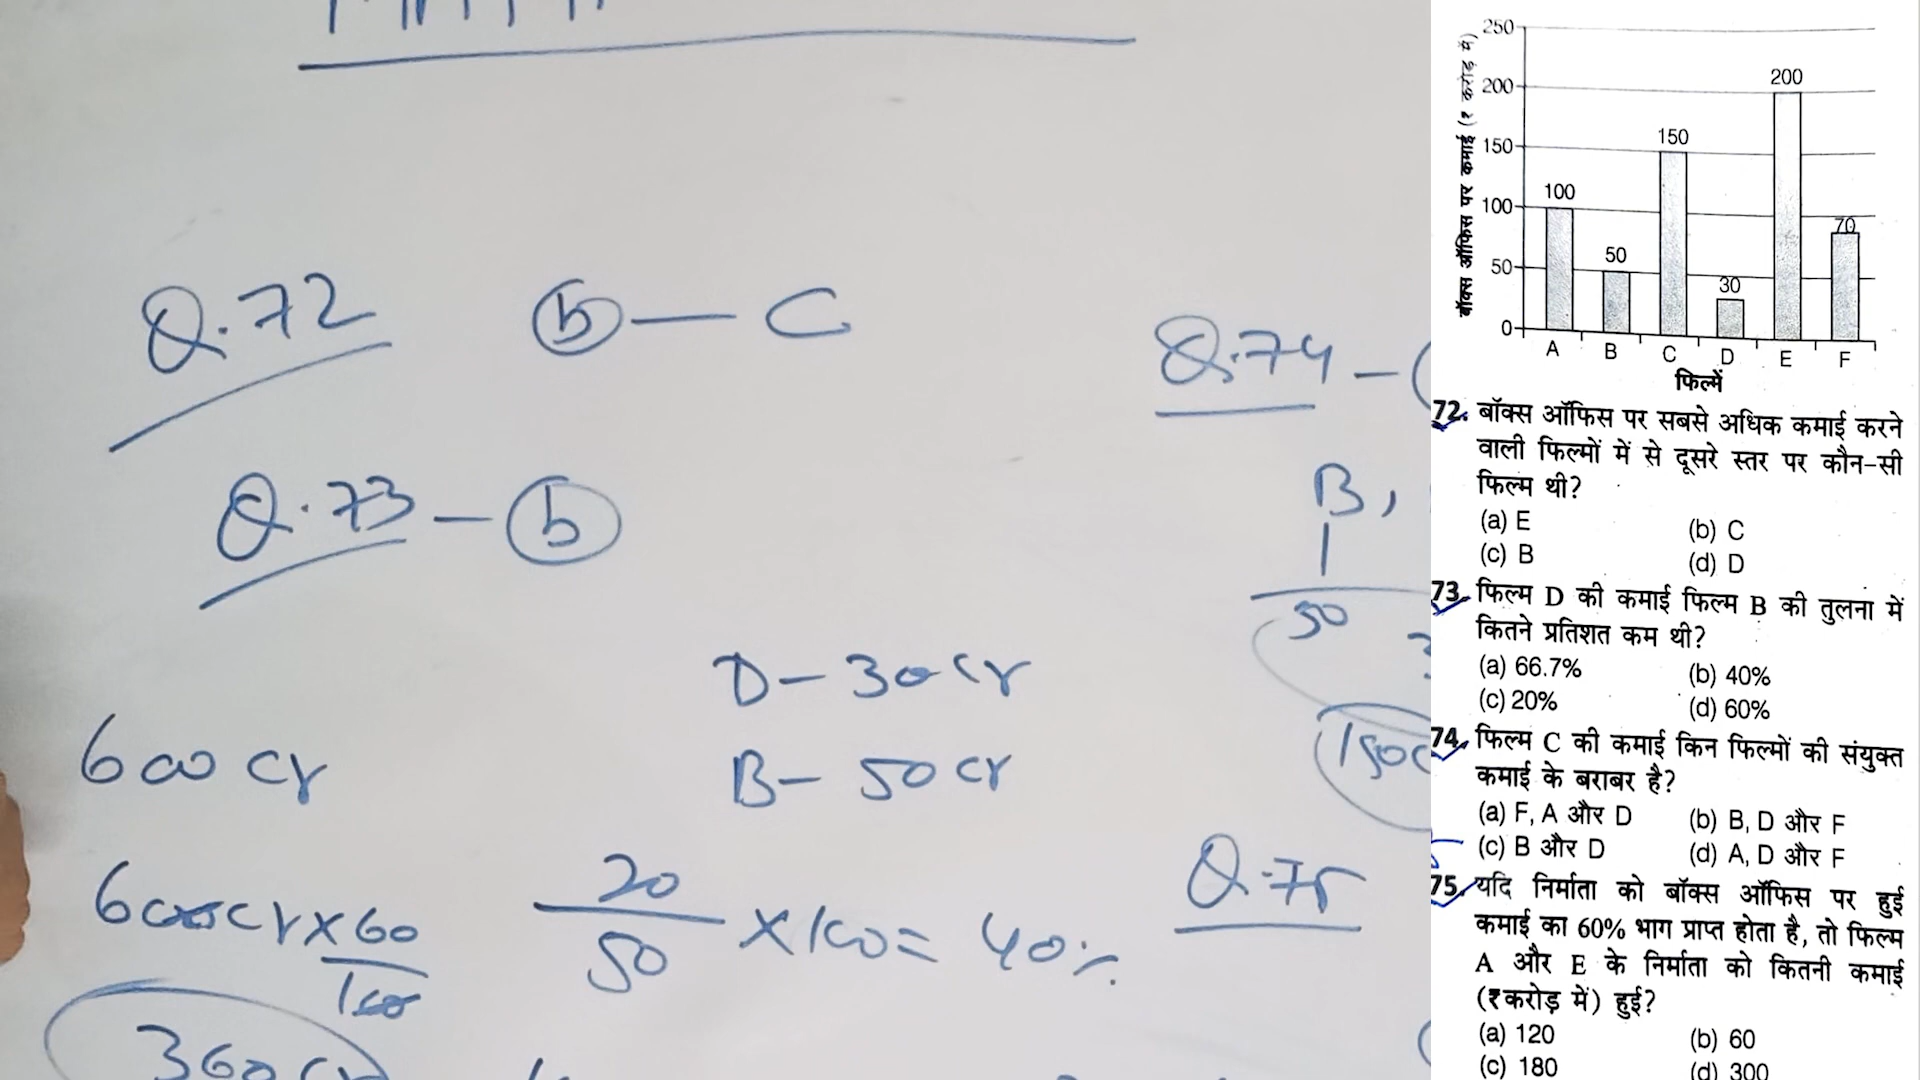 Q.72 (b) — C
Q.73 — (b)
D — 30 cr
B — 50 cr
20/50 × 100 = 40%
600 cr
600 cr × 60/100
360 cr
Q.74 — (
B,
50
150c
Q.75
बॉक्स ऑफिस पर कमाई (₹ करोड़ में)
250
200
150
100
50
0
100
50
150
30
200
70
A B C D E F
फिल्में
72. बॉक्स ऑफिस पर सबसे अधिक कमाई करने
वाली फिल्मों में से दूसरे स्तर पर कौन-सी
फिल्म थी?
(a) E (b) C
(c) B (d) D
73. फिल्म D की कमाई फिल्म B की तुलना में
कितने प्रतिशत कम थी?
(a) 66.7% (b) 40%
(c) 20% (d) 60%
74. फिल्म C की कमाई किन फिल्मों की संयुक्त
कमाई के बराबर है?
(a) F, A और D (b) B, D और F
(c) B और D (d) A, D और F
75. यदि निर्माता को बॉक्स ऑफिस पर हुई
कमाई का 60% भाग प्राप्त होता है, तो फिल्म
A और E के निर्माता को कितनी कमाई
(₹करोड़ में) हुई?
(a) 120 (b) 60
(c) 180 (d) 300